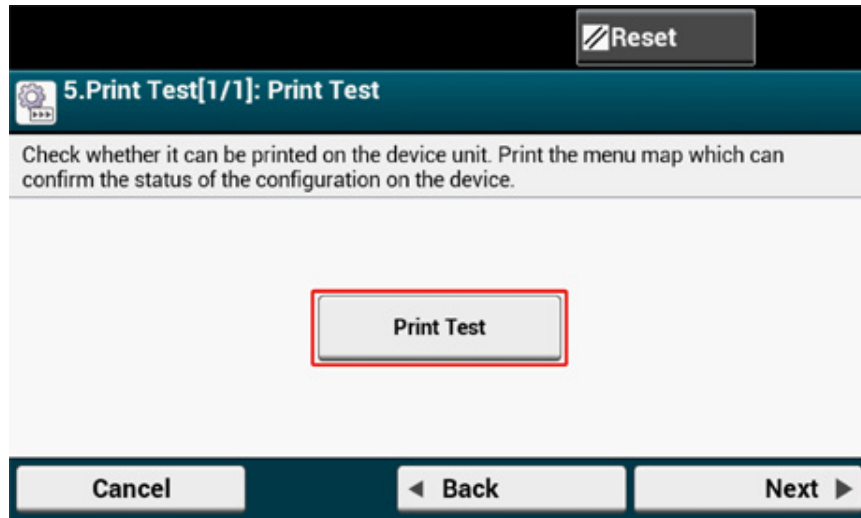 Reset
5.Print Test[1/1]: Print Test
Check whether it can be printed on the device unit. Print the menu map which can
confirm the status of the configuration on the device.
Print Test
Cancel
Back
Next